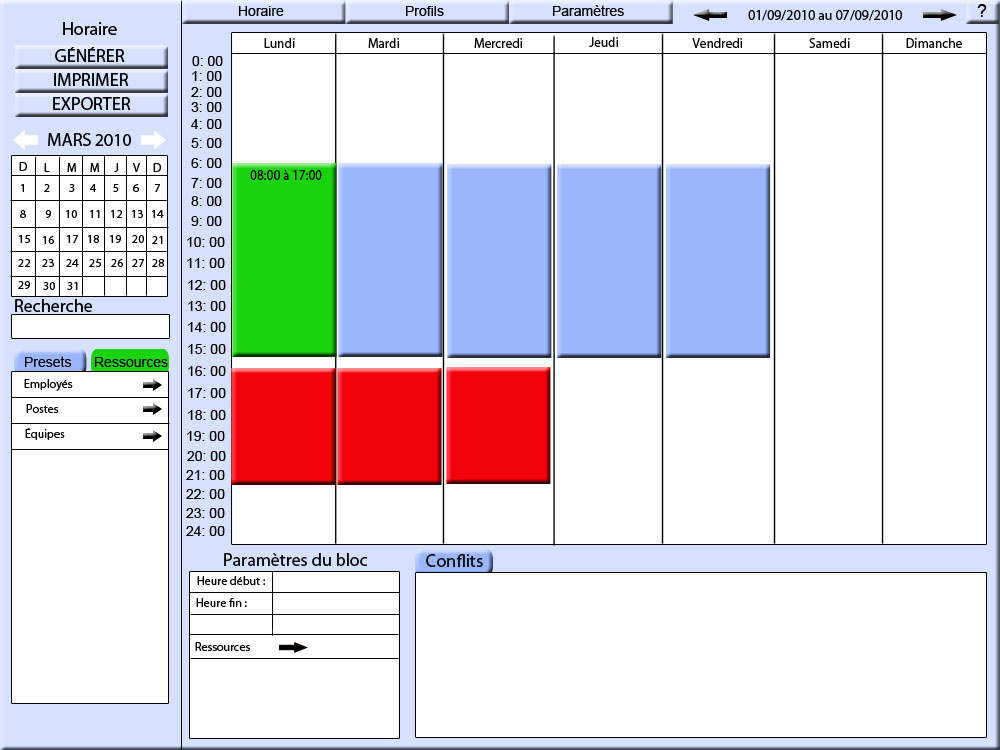 Horaire Profils Paramètres 01/09/2010 au 07/09/2010 ?
Horaire
GÉNÉRER
IMPRIMER
EXPORTER
MARS 2010
D L M M J V D
1 2 3 4 5 6 7
8 9 10 11 12 13 14
15 16 17 18 19 20 21
22 23 24 25 26 27 28
29 30 31
Recherche
Presets Ressources
Employés
Postes
Équipes
Lundi Mardi Mercredi Jeudi Vendredi Samedi Dimanche
0: 00
1: 00
2: 00
3: 00
4: 00
5: 00
6: 00
7: 00
8: 00
9: 00
10: 00
11: 00
12: 00
13: 00
14: 00
15: 00
16: 00
17: 00
18: 00
19: 00
20: 00
21: 00
22: 00
23: 00
24: 00
08:00 à 17:00
Paramètres du bloc
Heure début :
Heure fin :
Ressources
Conflits